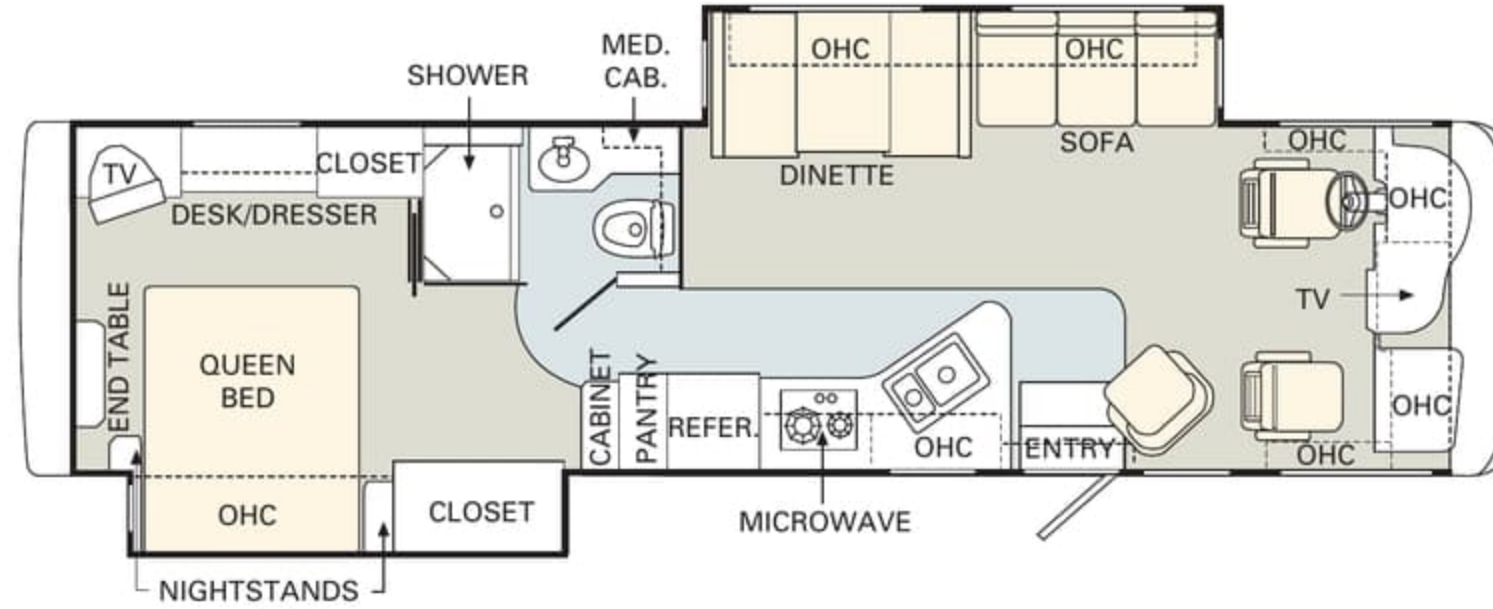 MED.
CAB.
SHOWER
OHC
OHC
SOFA
DINETTE
OHC
OHC
TV
CLOSET
DESK/DRESSER
TV
END TABLE
QUEEN
BED
CABINET
PANTRY
REFER.
OHC
ENTRY
OHC
OHC
OHC
CLOSET
MICROWAVE
NIGHTSTANDS